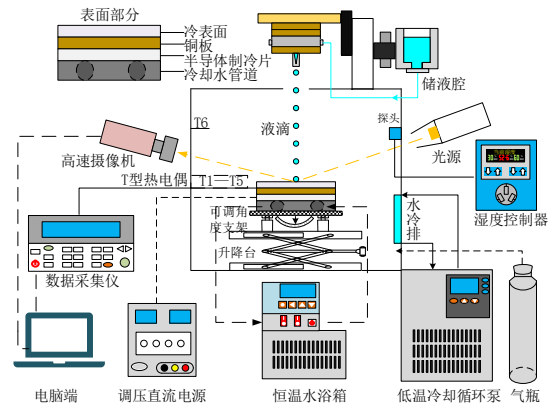 表面部分
冷表面
铜板
半导体制冷片
冷却水管道
储液腔
探头
T6
液滴
高速摄像机
光源
T型热电偶
T1—T5
可调角
度支架
水冷排
湿度控制器
升降台
数据采集仪
电脑端
调压直流电源
恒温水浴箱
低温冷却循环泵
气瓶